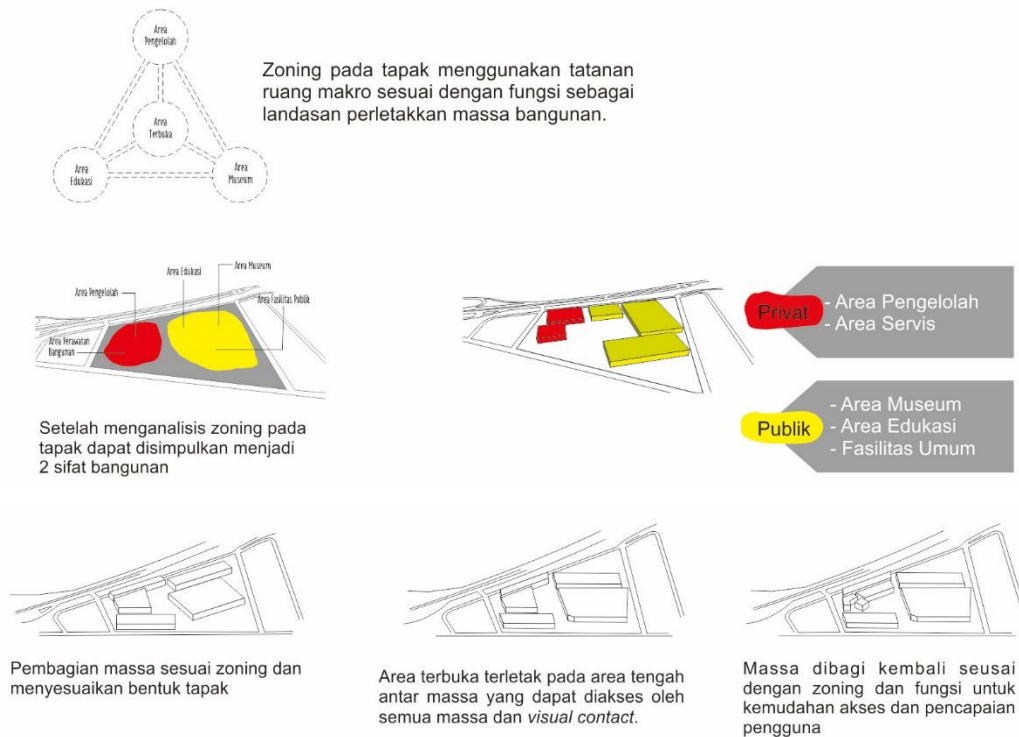 Area
Pengelolah
Area
Terbuka
Area
Edukasi
Area
Museum
Zoning pada tapak menggunakan tatanan
ruang makro sesuai dengan fungsi sebagai
landasan perletakkan massa bangunan.
Area Edukasi
Area Museum
Area Pengelolah
Area Fasilitas Publik
Area Perawatan
Bangunan
Setelah menganalisis zoning pada
tapak dapat disimpulkan menjadi
2 sifat bangunan
Privat
- Area Pengelolah
- Area Servis
Publik
- Area Museum
- Area Edukasi
- Fasilitas Umum
Pembagian massa sesuai zoning dan
menyesuaikan bentuk tapak
Area terbuka terletak pada area tengah
antar massa yang dapat diakses oleh
semua massa dan visual contact.
Massa dibagi kembali seusai
dengan zoning dan fungsi untuk
kemudahan akses dan pencapaian
pengguna